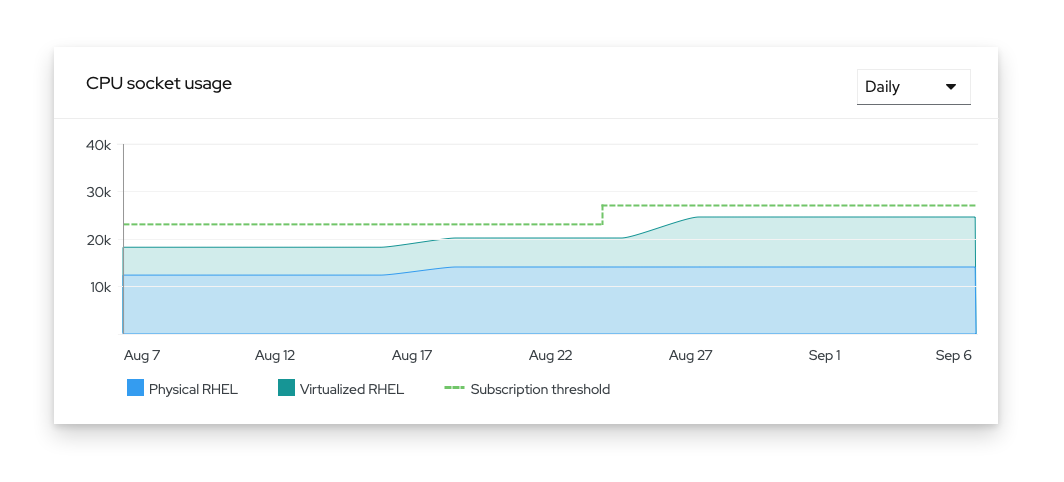 CPU socket usage
Daily
40k
30k
20k
10k
Aug 7 Aug 12 Aug 17 Aug 22 Aug 27 Sep 1 Sep 6
Physical RHEL Virtualized RHEL Subscription threshold